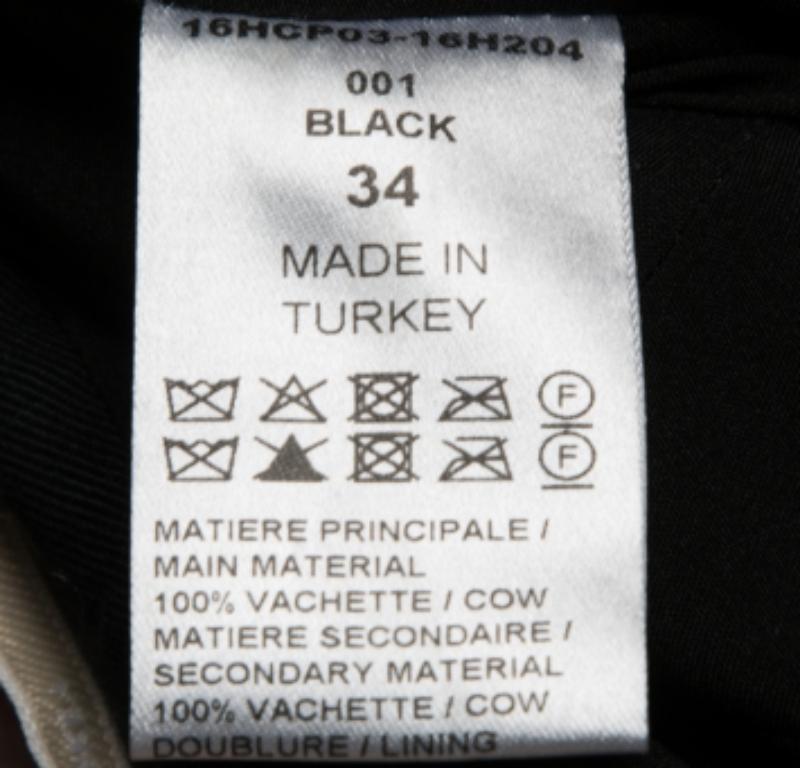 16HCP03-16H204
001
BLACK
34
MADE IN
TURKEY
F
F
MATIERE PRINCIPALE /
MAIN MATERIAL
100% VACHETTE / COW
MATIERE SECONDAIRE /
SECONDARY MATERIAL
100% VACHETTE / COW
DOUBLURE / LINING